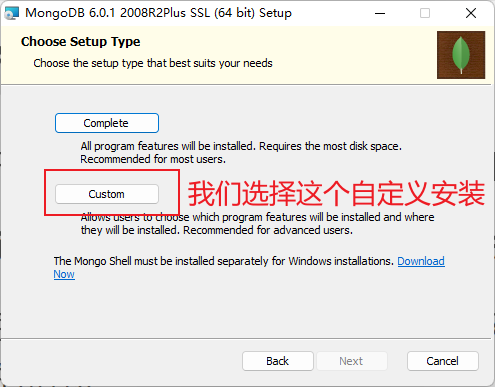 MongoDB 6.0.1 2008R2Plus SSL (64 bit) Setup
Choose Setup Type
Choose the setup type that best suits your needs
Complete
All program features will be installed. Requires the most disk space.
Recommended for most users.
Custom
我们选择这个自定义安装
Allows users to choose which program features will be installed and where
they will be installed. Recommended for advanced users.
The Mongo Shell must be installed separately for Windows installations. Download
Now
Back
Next
Cancel